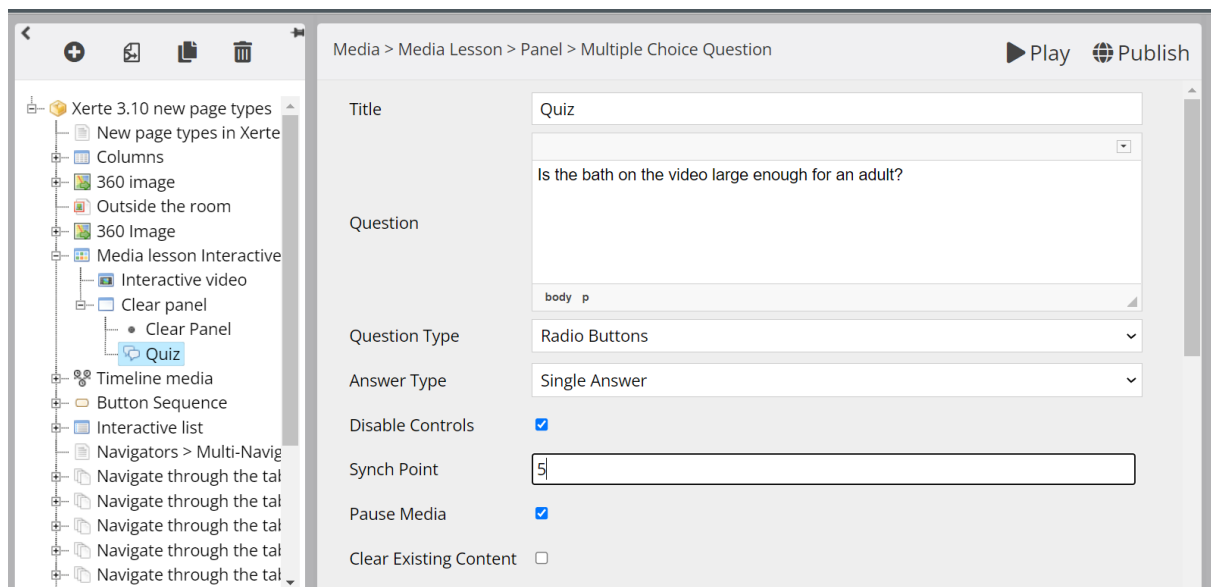 Xerte 3.10 new page types
New page types in Xerte
Columns
360 image
Outside the room
360 Image
Media lesson Interactive
Interactive video
Clear panel
Clear Panel
Quiz
Timeline media
Button Sequence
Interactive list
Navigators > Multi-Navig
Navigate through the tab
Navigate through the tab
Navigate through the tab
Navigate through the tab
Navigate through the tab
Media > Media Lesson > Panel > Multiple Choice Question
Play
Publish
Title
Quiz
Question
Is the bath on the video large enough for an adult?
body p
Question Type
Radio Buttons
Answer Type
Single Answer
Disable Controls
Synch Point
5
Pause Media
Clear Existing Content